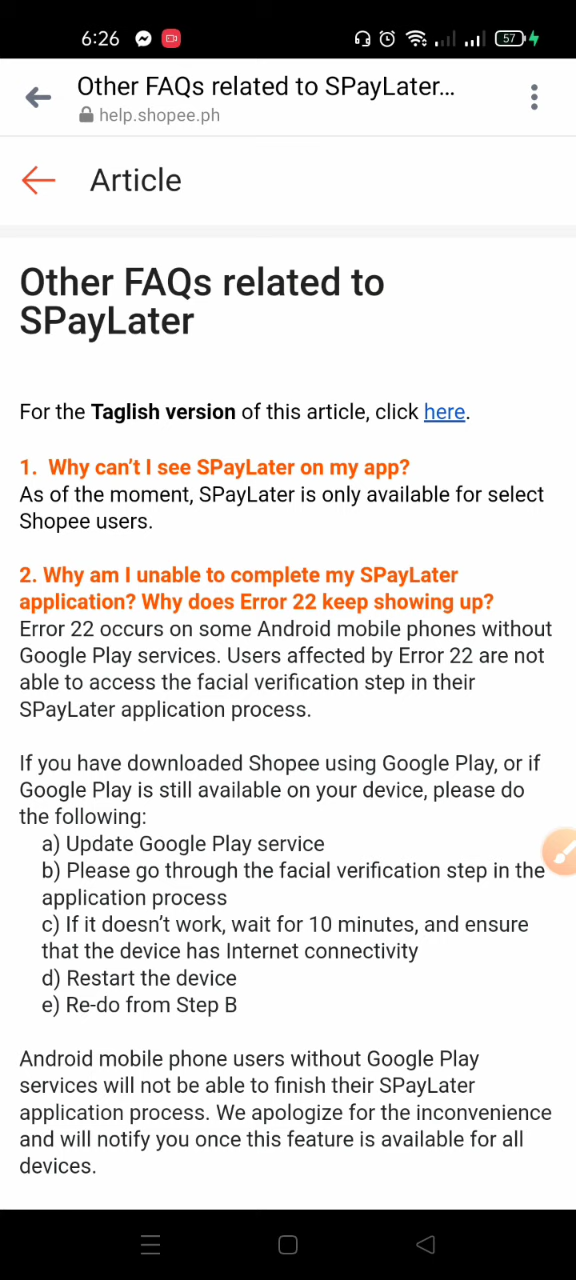 6:26
57
Other FAQs related to SPayLater...
help.shopee.ph
Article
Other FAQs related to
SPayLater
For the Taglish version of this article, click here.
1. Why can't I see SPayLater on my app?
As of the moment, SPayLater is only available for select
Shopee users.
2. Why am I unable to complete my SPayLater
application? Why does Error 22 keep showing up?
Error 22 occurs on some Android mobile phones without
Google Play services. Users affected by Error 22 are not
able to access the facial verification step in their
SPayLater application process.
If you have downloaded Shopee using Google Play, or if
Google Play is still available on your device, please do
the following:
a) Update Google Play service
b) Please go through the facial verification step in the
application process
c) If it doesn't work, wait for 10 minutes, and ensure
that the device has Internet connectivity
d) Restart the device
e) Re-do from Step B
Android mobile phone users without Google Play
services will not be able to finish their SPayLater
application process. We apologize for the inconvenience
and will notify you once this feature is available for all
devices.